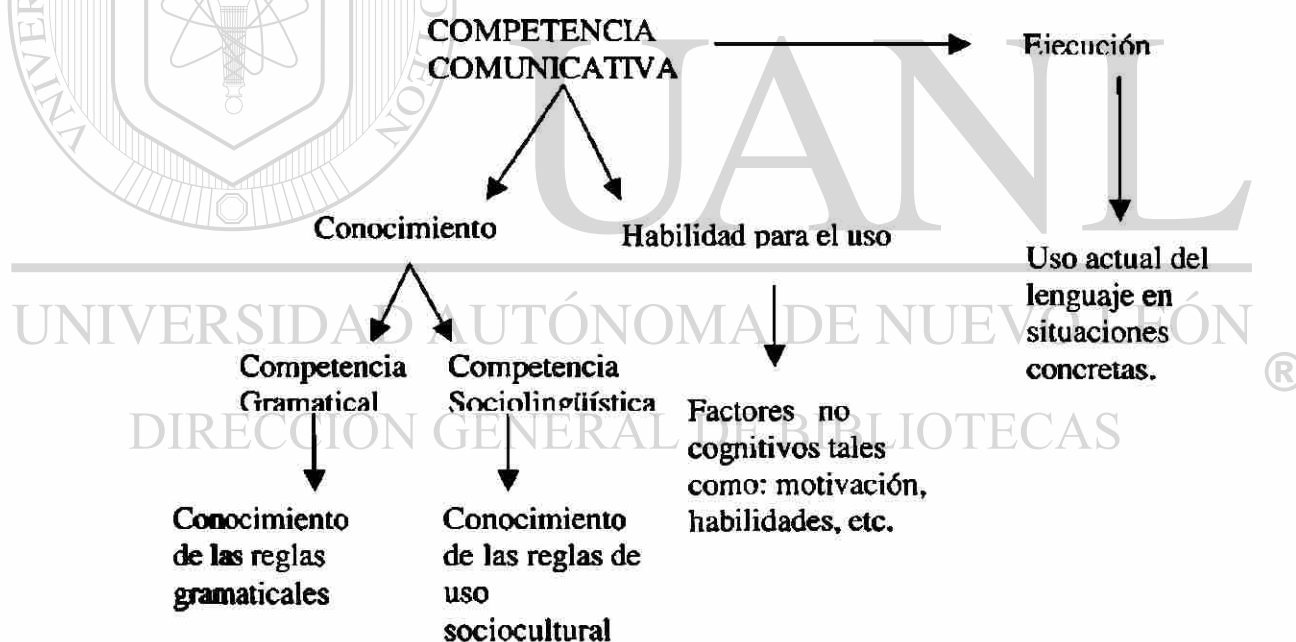 COMPETENCIA
COMUNICATIVA
Ejecución
Conocimiento
Habilidad para el uso
Uso actual del
lenguaje en
situaciones
concretas.
Competencia
Gramatical
Competencia
Sociolingüística
Factores no
cognitivos tales
como: motivación,
habilidades, etc.
Conocimiento
de las reglas
gramaticales
Conocimiento
de las reglas de
uso
sociocultural
UANL
UNIVERSIDAD AUTÓNOMA DE NUEVO LEÓN
®
DIRECCIÓN GENERAL DE BIBLIOTECAS